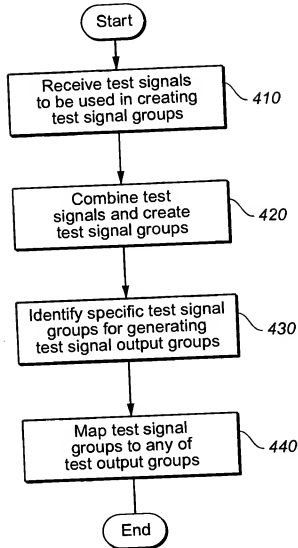 Start
Receive test signals
to be used in creating
test signal groups
410
Combine test
signals and create
test signal groups
420
Identify specific test signal
groups for generating
test signal output groups
430
Map test signal
groups to any of
test output groups
440
End